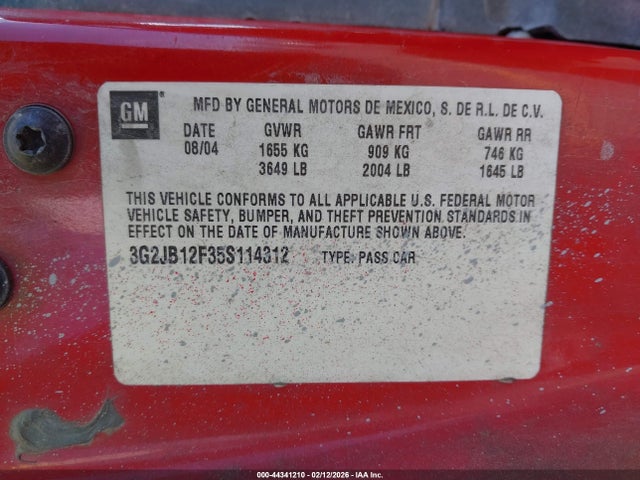 GM
MFD BY GENERAL MOTORS DE MEXICO, S. DE R.L. DE C.V.
DATE GVWR GAWR FRT GAWR RR
08/04 1655 KG 909 KG 746 KG
3649 LB 2004 LB 1645 LB
THIS VEHICLE CONFORMS TO ALL APPLICABLE U.S. FEDERAL MOTOR
VEHICLE SAFETY, BUMPER, AND THEFT PREVENTION STANDARDS IN
EFFECT ON THE DATE OF MANUFACTURE SHOWN ABOVE.
3G2JB12F35S114312 TYPE: PASS CAR
000-44341210 - 02/12/2026 - IAA Inc.